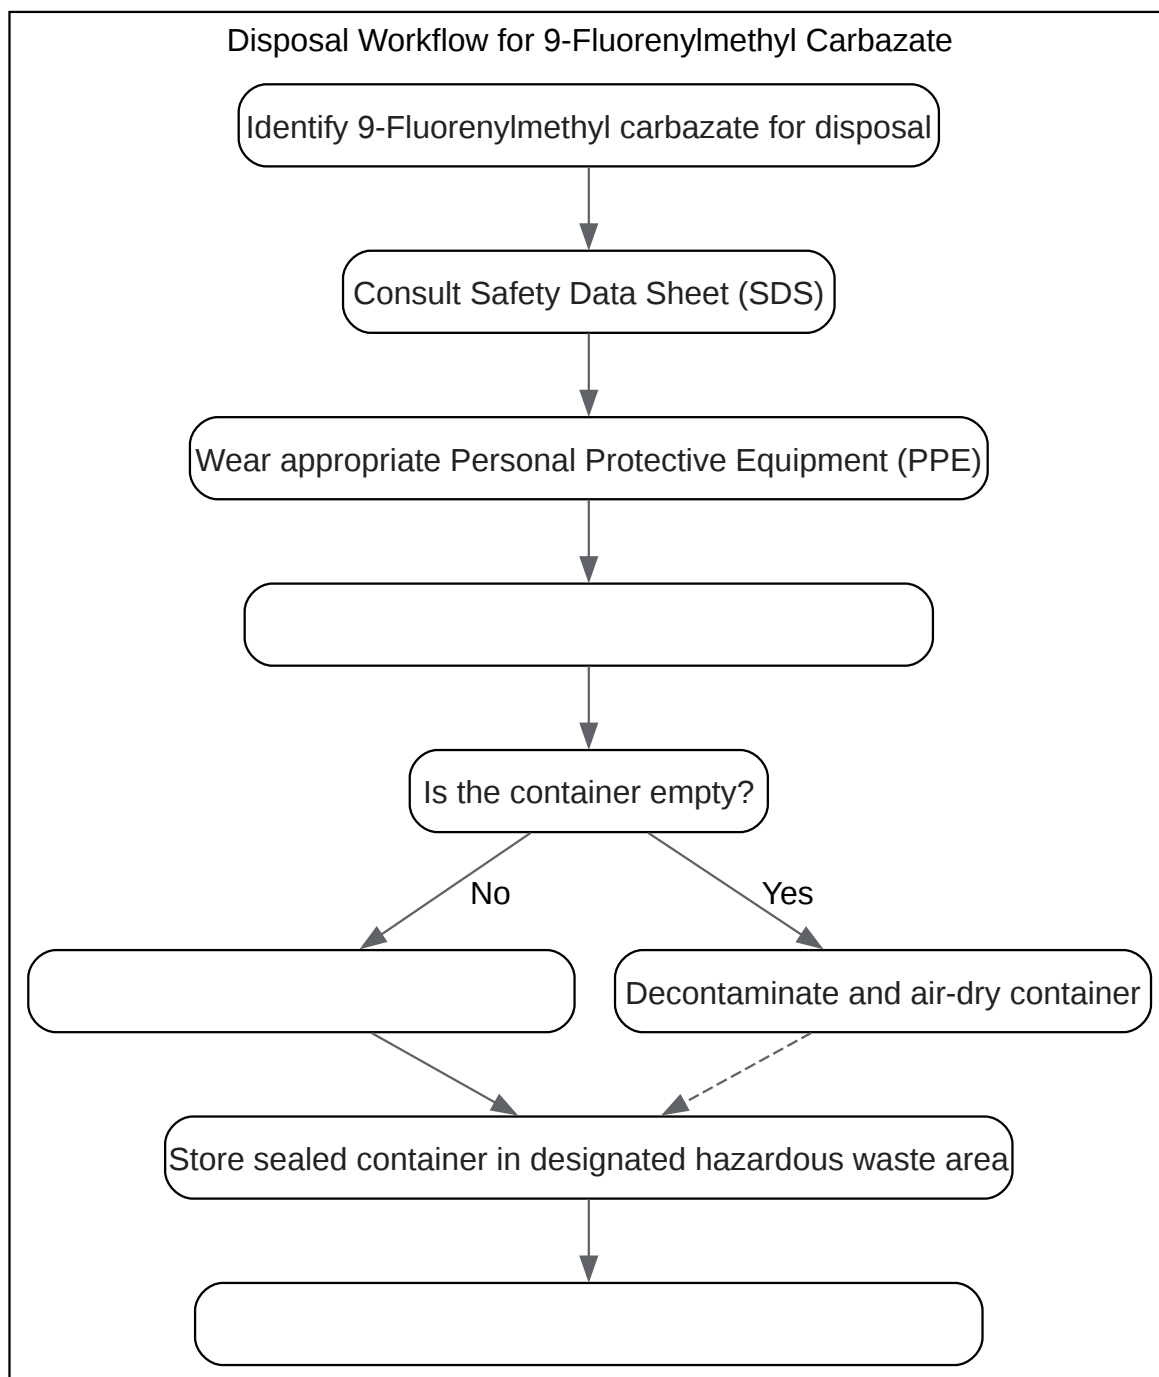 Disposal Workflow for 9-Fluorenylmethyl Carbazate
Identify 9-Fluorenylmethyl carbazate for disposal
Consult Safety Data Sheet (SDS)
Wear appropriate Personal Protective Equipment (PPE)
Is the container empty?
No
Yes
Decontaminate and air-dry container
Store sealed container in designated hazardous waste area